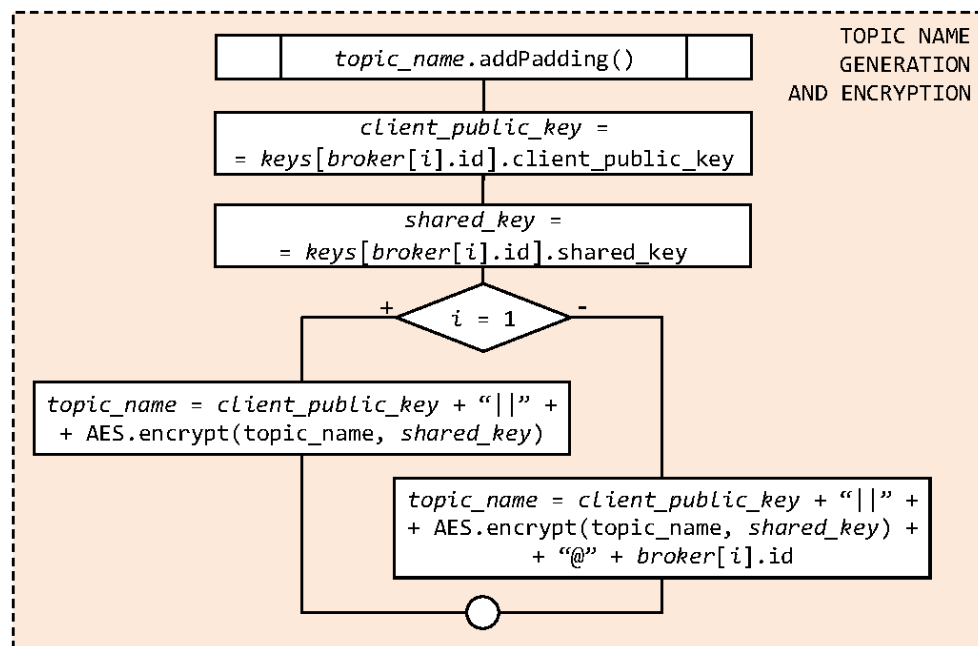 TOPIC NAME
GENERATION
AND ENCRYPTION
topic_name.addPadding()
client_public_key =
= keys[broker[i].id].client_public_key
shared_key =
= keys[broker[i].id].shared_key
+
i = 1
-
topic_name = client_public_key + “||” +
+ AES.encrypt(topic_name, shared_key)
topic_name = client_public_key + “||” +
+ AES.encrypt(topic_name, shared_key) +
+ “@” + broker[i].id